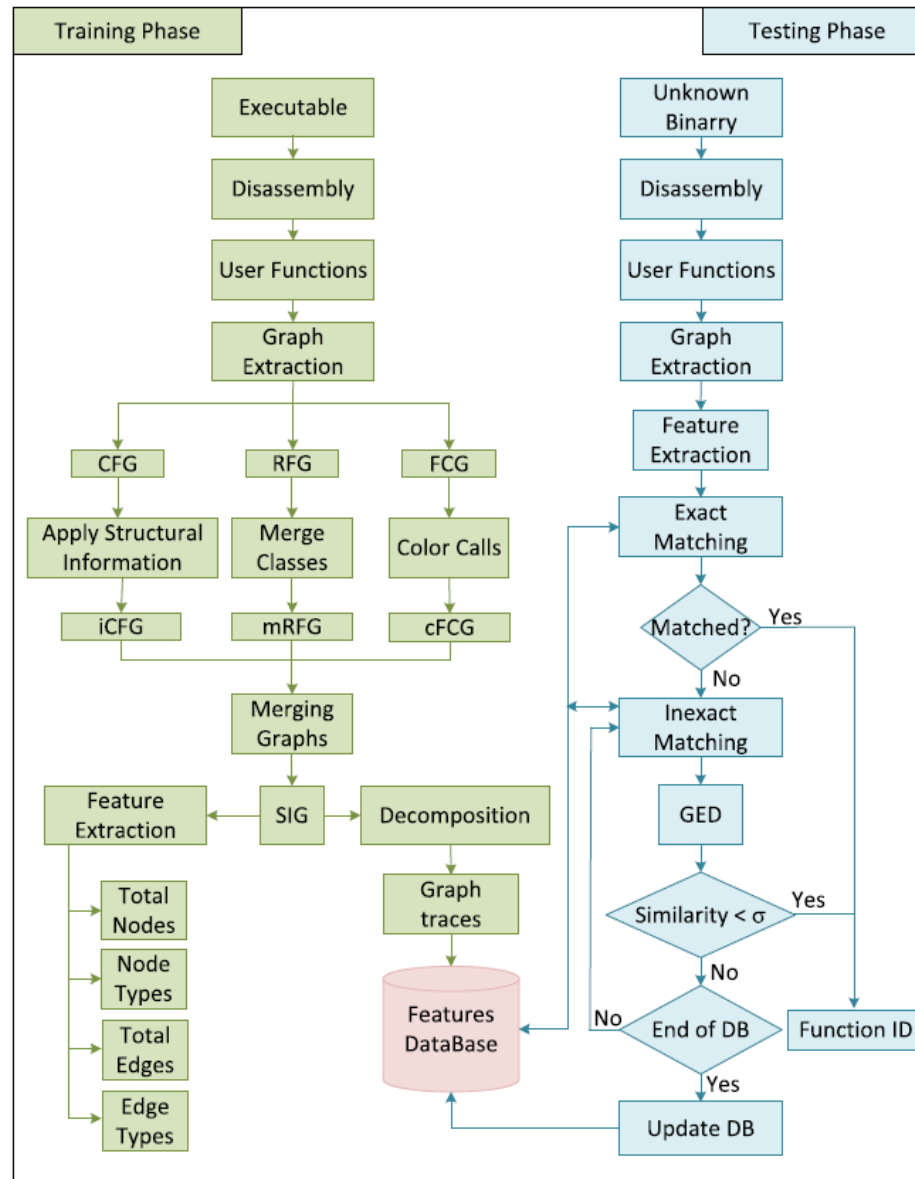 Training Phase
Testing Phase
Executable
Disassembly
User Functions
Graph
Extraction
CFG
RFG
FCG
Apply Structural
Information
Merge
Classes
Color Calls
iCFG
mRFG
cFCG
Merging
Graphs
Feature
Extraction
SIG
Decomposition
Total
Nodes
Node
Types
Total
Edges
Edge
Types
Graph
traces
Features
DataBase
Unknown
Binarry
Disassembly
User Functions
Graph
Extraction
Feature
Extraction
Exact
Matching
Matched?
Yes
No
Inexact
Matching
GED
Similarity < σ
Yes
No
End of DB
No
Yes
Function ID
Update DB